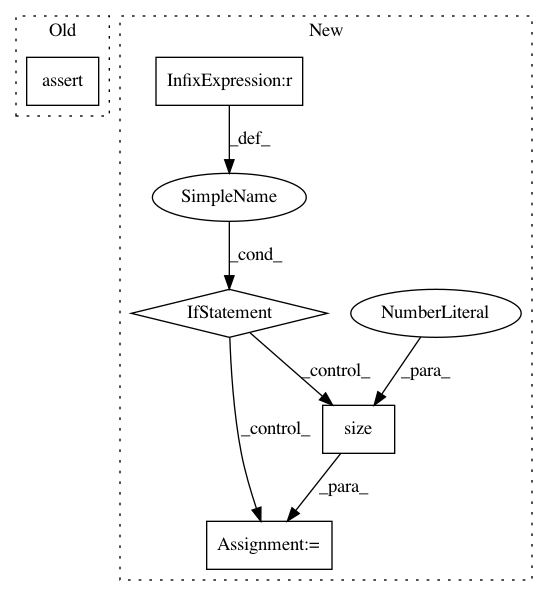 Old
New
assert
InfixExpression:r
_def_
SimpleName
_cond_
IfStatement
NumberLiteral
_control_
_para_
_control_
size
_para_
Assignment:=